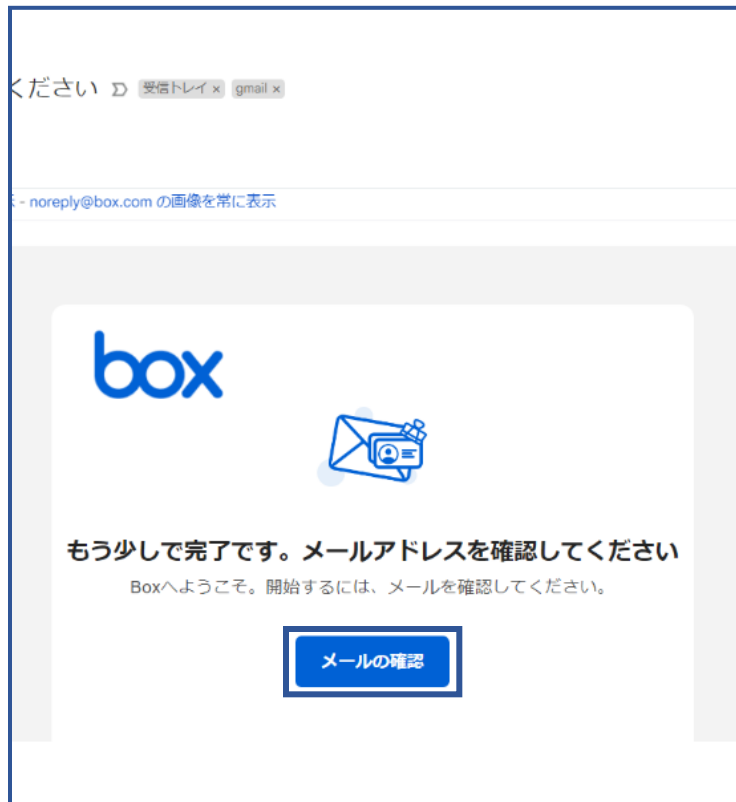 ください 受信トレイ × gmail ×
- noreply@box.com の画像を常に表示
box
もう少しで完了です。メールアドレスを確認してください
Boxへようこそ。開始するには、メールを確認してください。
メールの確認